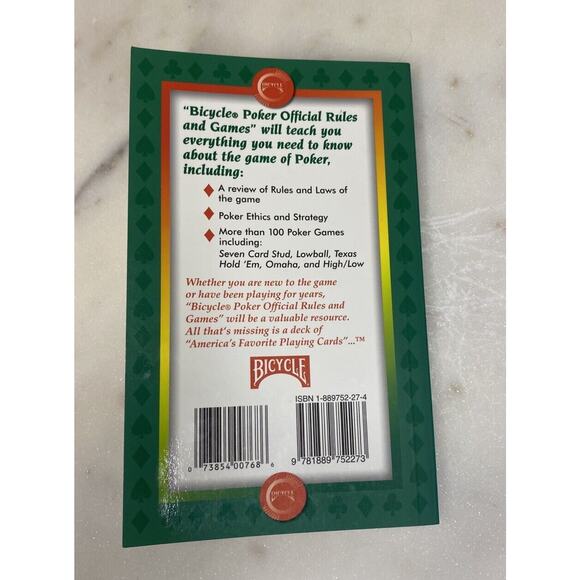 BICYCLE
“Bicycle® Poker Official Rules
and Games” will teach you
everything you need to know
about the game of Poker,
including:
A review of Rules and Laws of
the game
Poker Ethics and Strategy
More than 100 Poker Games
including:
Seven Card Stud, Lowball, Texas
Hold 'Em, Omaha, and High/Low
Whether you are new to the game
or have been playing for years,
“Bicycle® Poker Official Rules and
Games” will be a valuable resource.
All that's missing is a deck of
“America's Favorite Playing Cards”...™
BICYCLE
ISBN 1-889752-27-4
0 73854 00768 6
9 781889 752273
BICYCLE